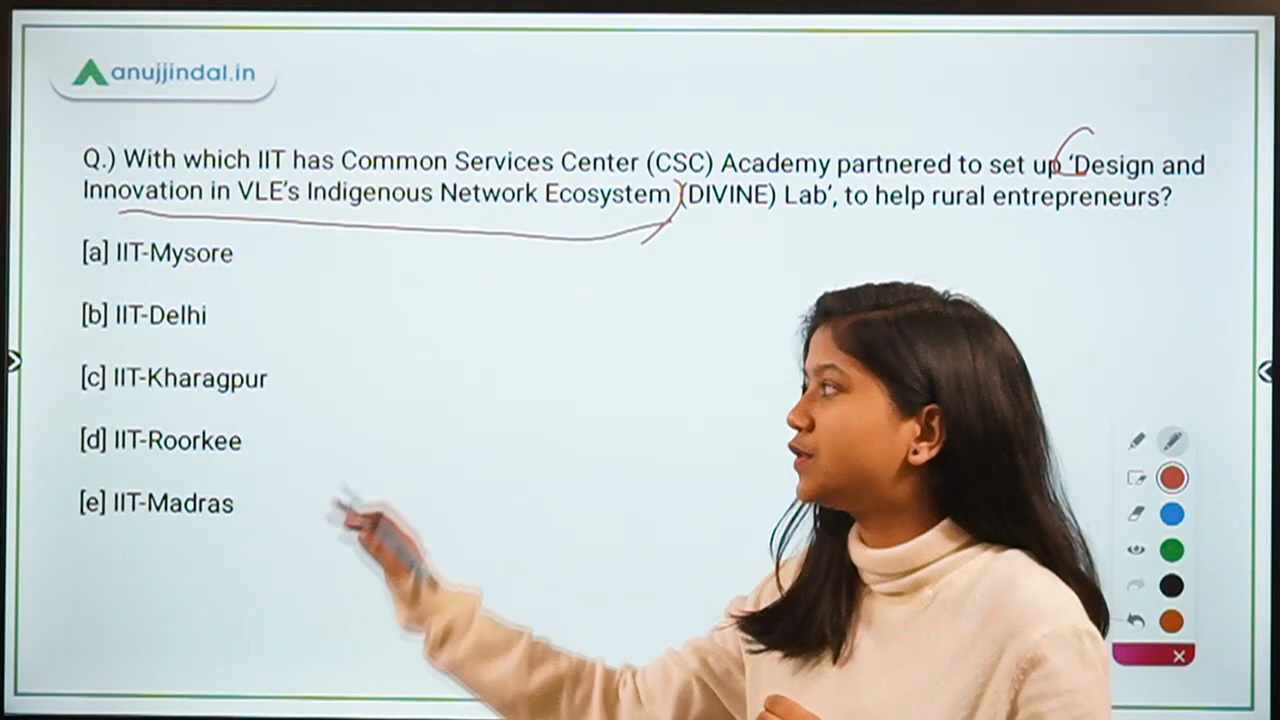 anujjindal.in
Q.) With which IIT has Common Services Center (CSC) Academy partnered to set up ‘Design and
Innovation in VLE’s Indigenous Network Ecosystem (DIVINE) Lab’, to help rural entrepreneurs?
[a] IIT-Mysore
[b] IIT-Delhi
[c] IIT-Kharagpur
[d] IIT-Roorkee
[e] IIT-Madras